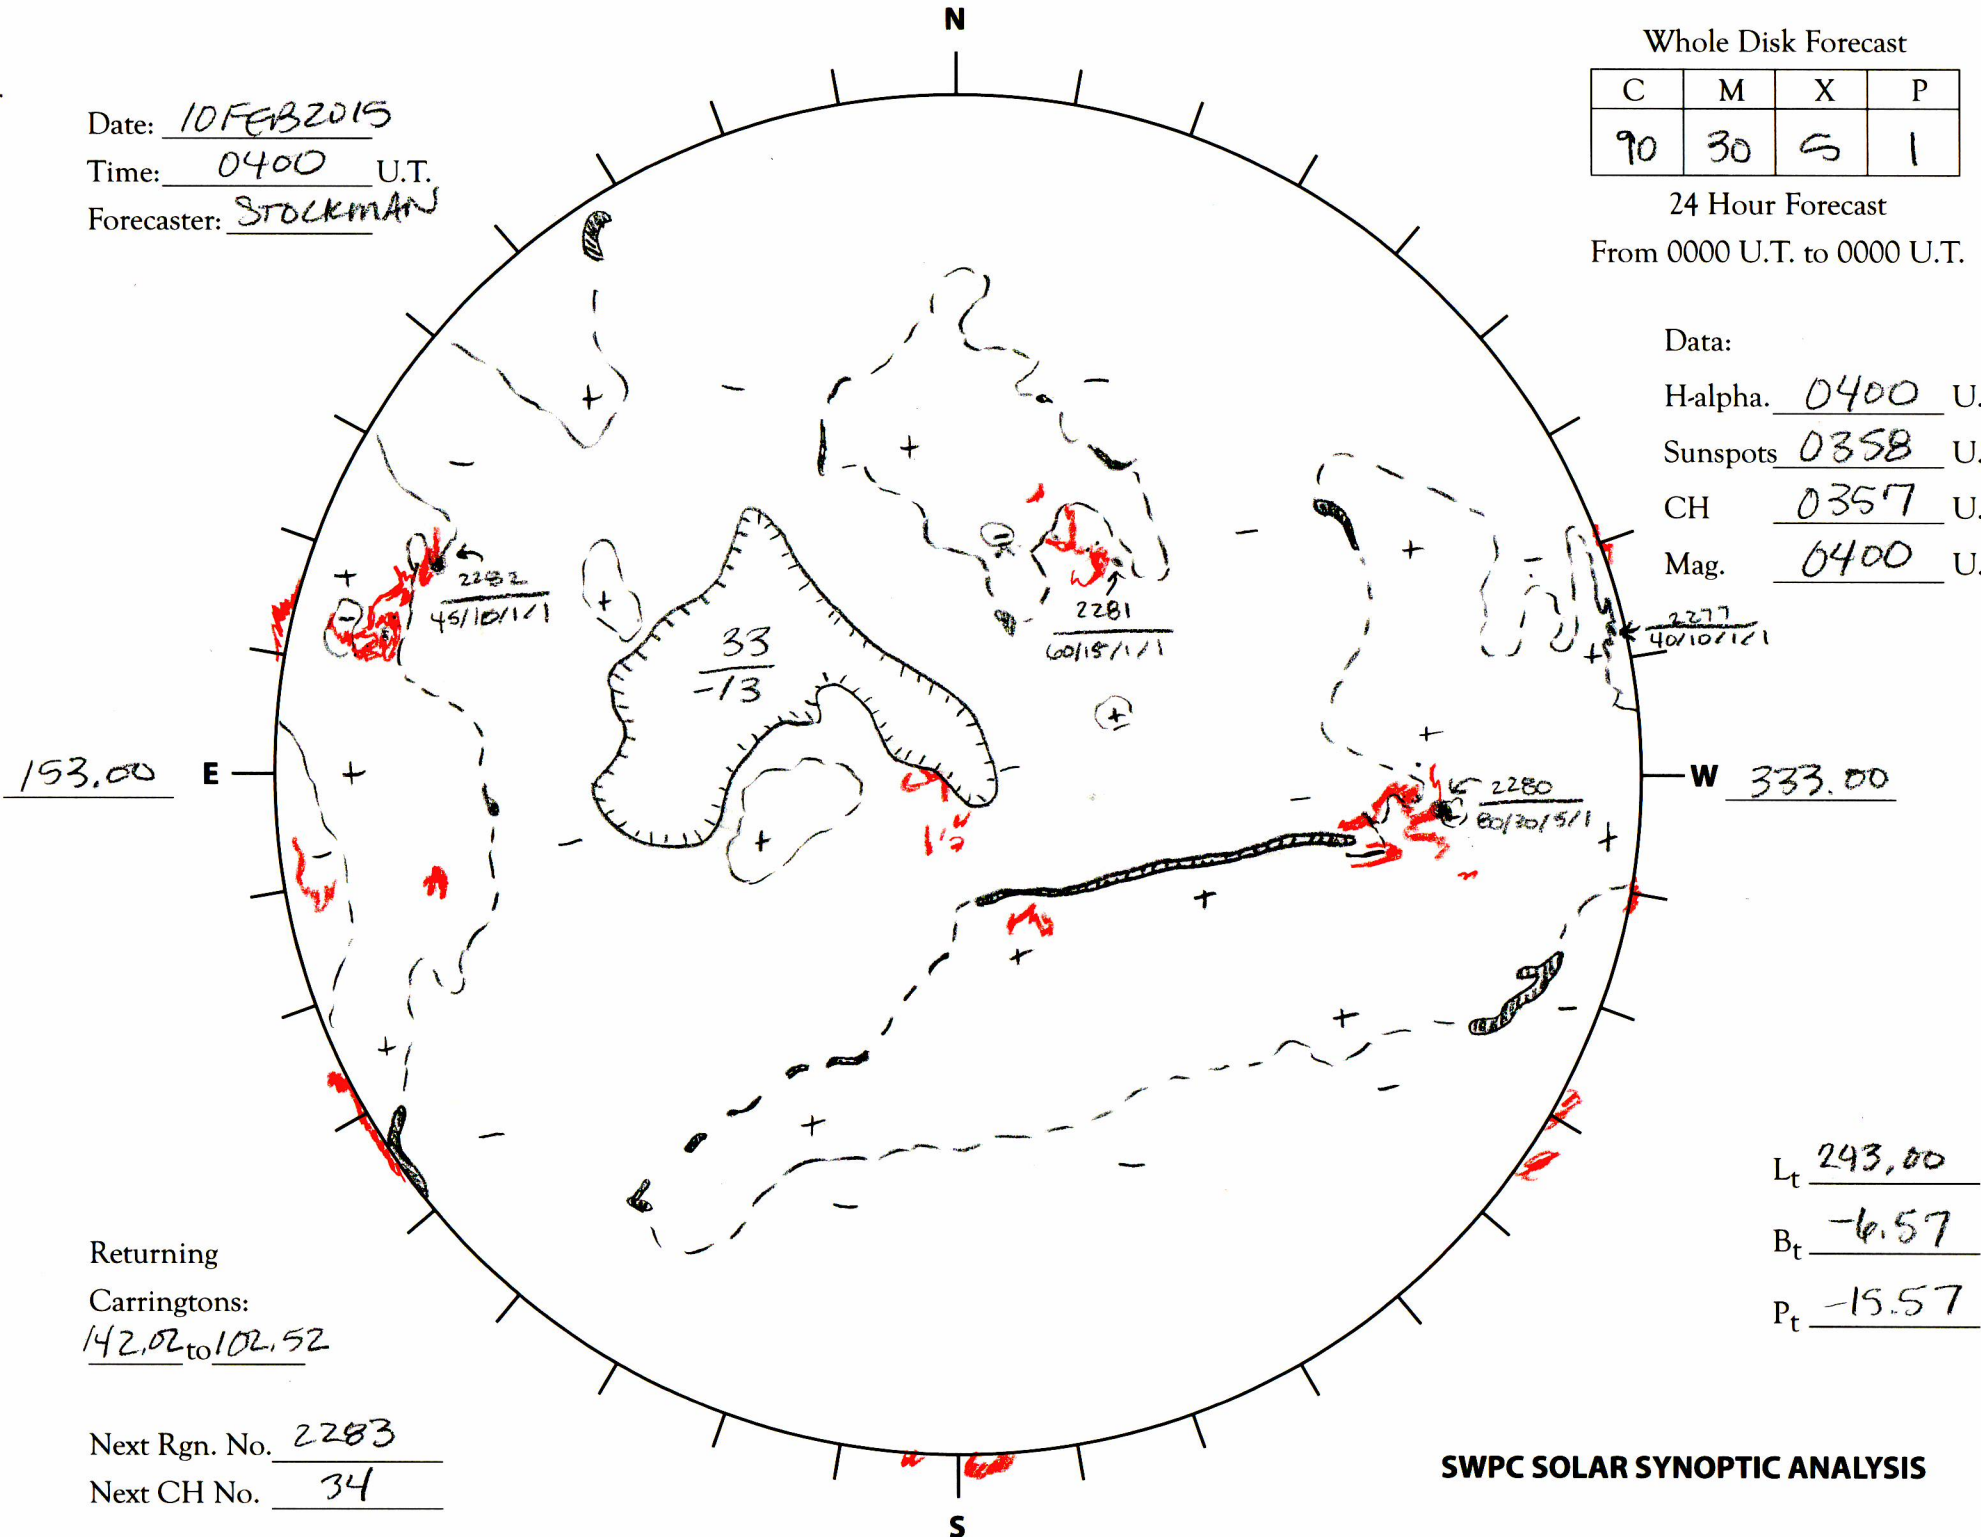 N
Whole Disk Forecast
C M X P
90 30 5 1
24 Hour Forecast
From 0000 U.T. to 0000 U.T.
Date: 10FEB2015
Time: 0400 U.T.
Forecaster: STOCKMAN
Data:
H-alpha. 0400 U.
Sunspots 0358 U.
CH 0357 U.
Mag. 0400 U.
2282
45/10/1/1
2281
60/15/1/1
2277
40/10/1/1
33
-13
153.00 E
W 333.00
2280
80/30/5/1
Lt 243.00
Bt -6.57
Pt -15.57
Returning
Carringtons:
142.02 to 102.52
Next Rgn. No. 2283
Next CH No. 34
SWPC SOLAR SYNOPTIC ANALYSIS
S